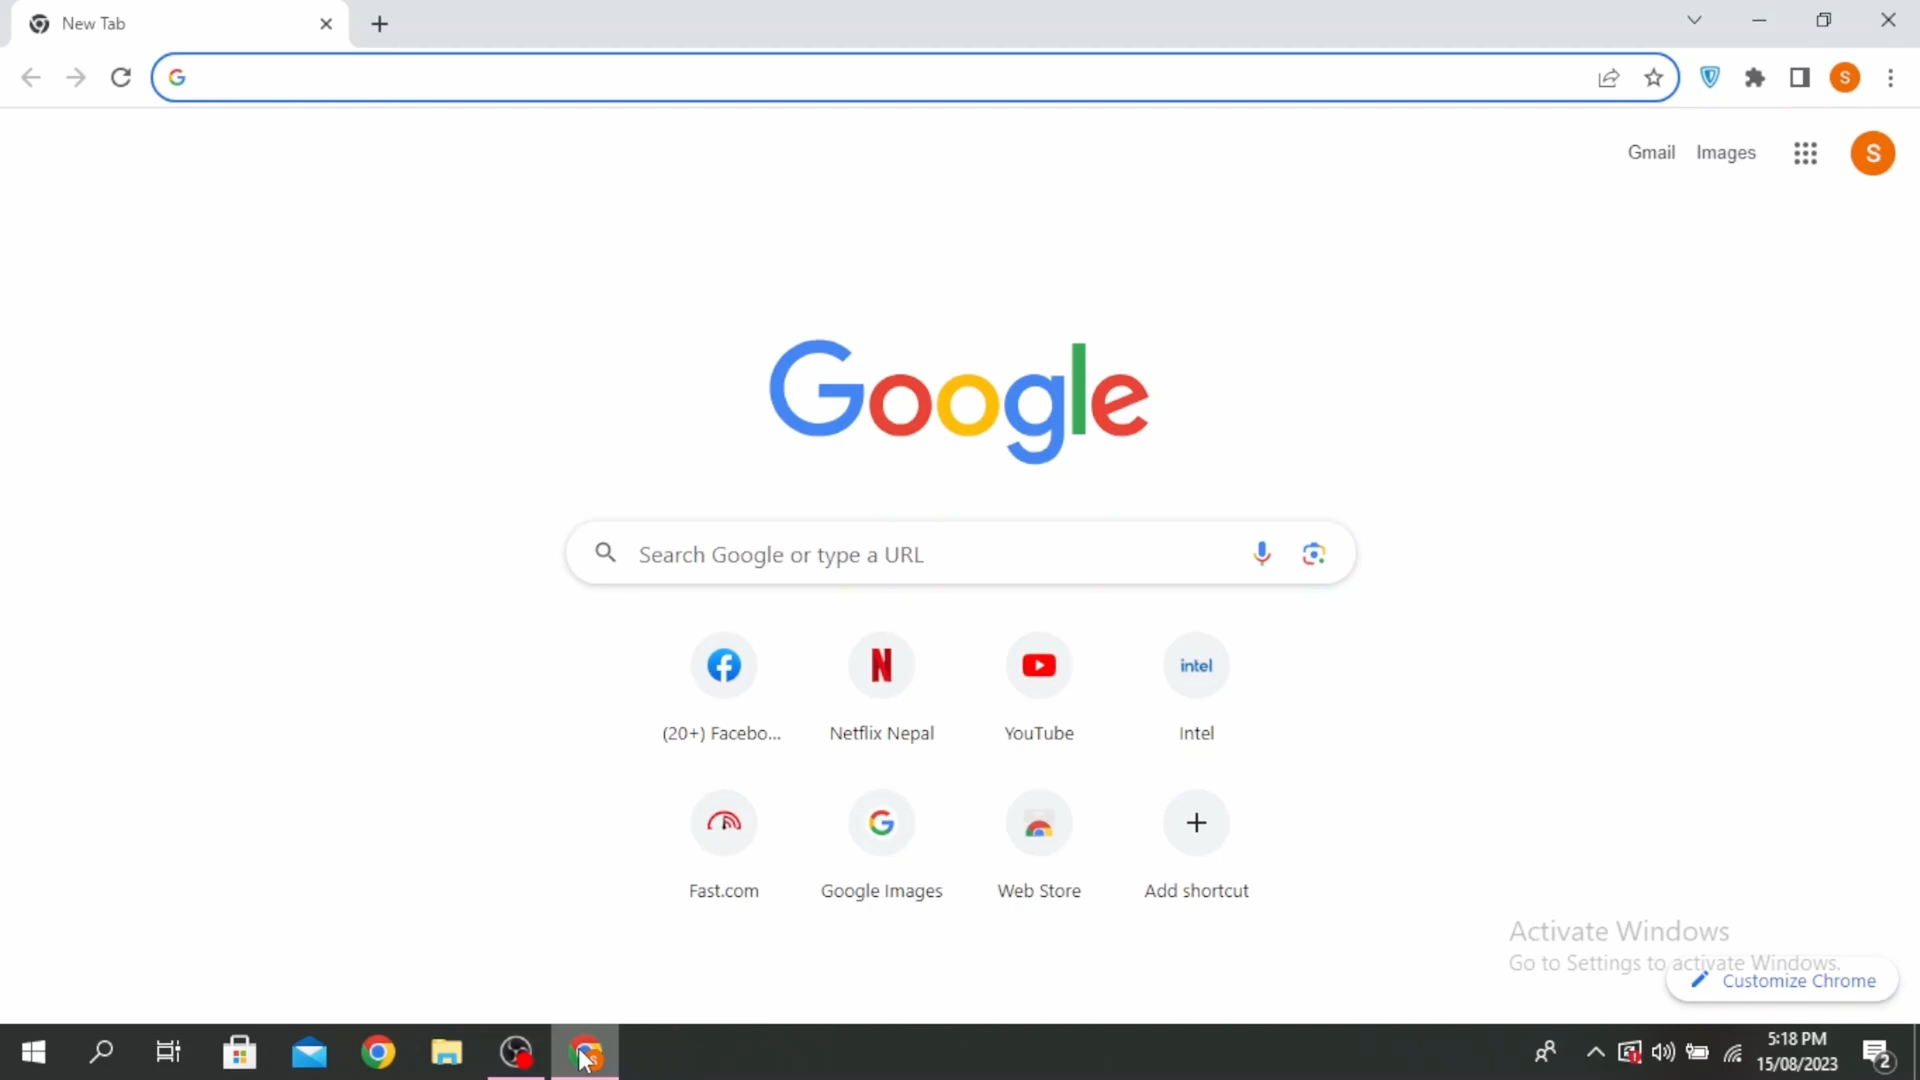 New Tab
G
S
Gmail
Images
S
Google
Search Google or type a URL
N
intel
(20+) Facebo...
Netflix Nepal
YouTube
Intel
G
Fast.com
Google Images
Web Store
Add shortcut
Activate Windows
Go to Settings to activate Windows.
Customize Chrome
5:18 PM
15/08/2023
2